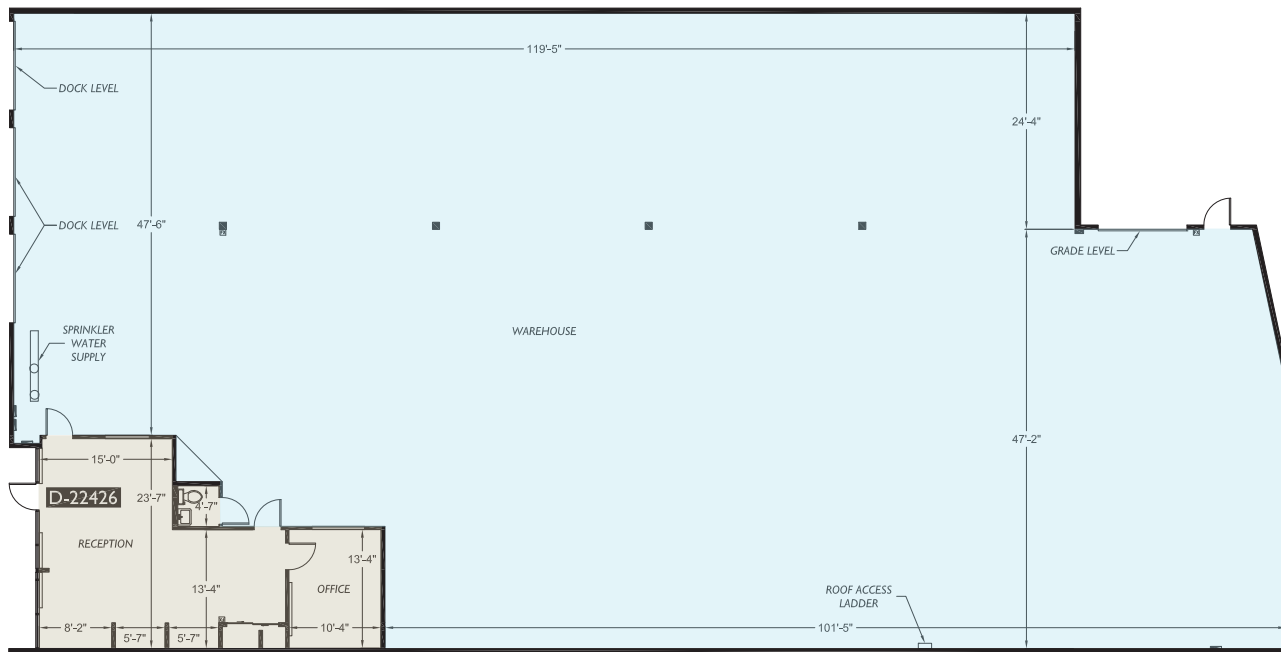 119'-5"
DOCK LEVEL
24'-4"
DOCK LEVEL
47'-6"
GRADE LEVEL
SPRINKLER
WATER
SUPPLY
WAREHOUSE
47'-2"
15'-0"
D-22426
23'-7"
4'-7"
RECEPTION
13'-4"
13'-4"
OFFICE
ROOF ACCESS
LADDER
8'-2"
5'-7"
5'-7"
10'-4"
101'-5"